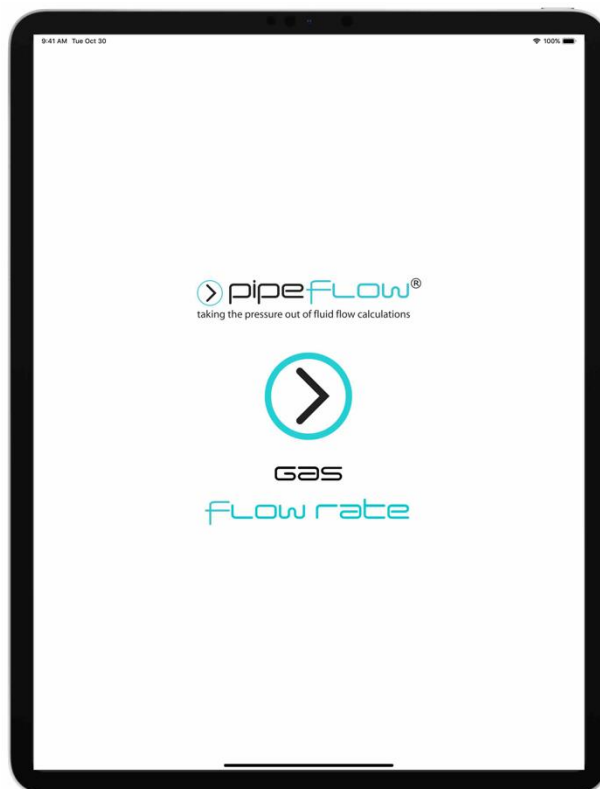 9:41 AM Tue Oct 30 100%
pipeflow®
taking the pressure out of fluid flow calculations
Gas
flow rate